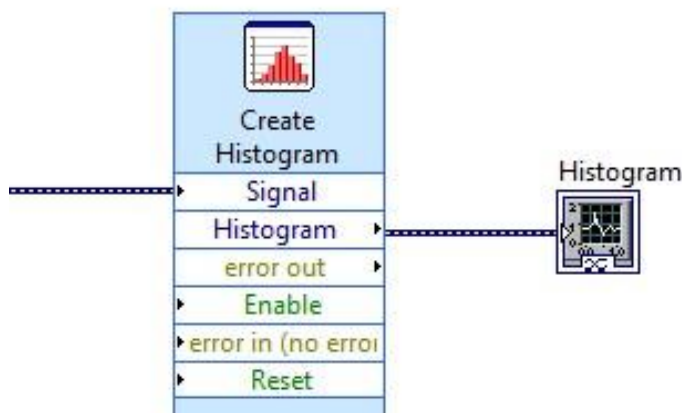 Create
Histogram
Signal
Histogram
Histogram
error out
Enable
error in (no erroi
Reset